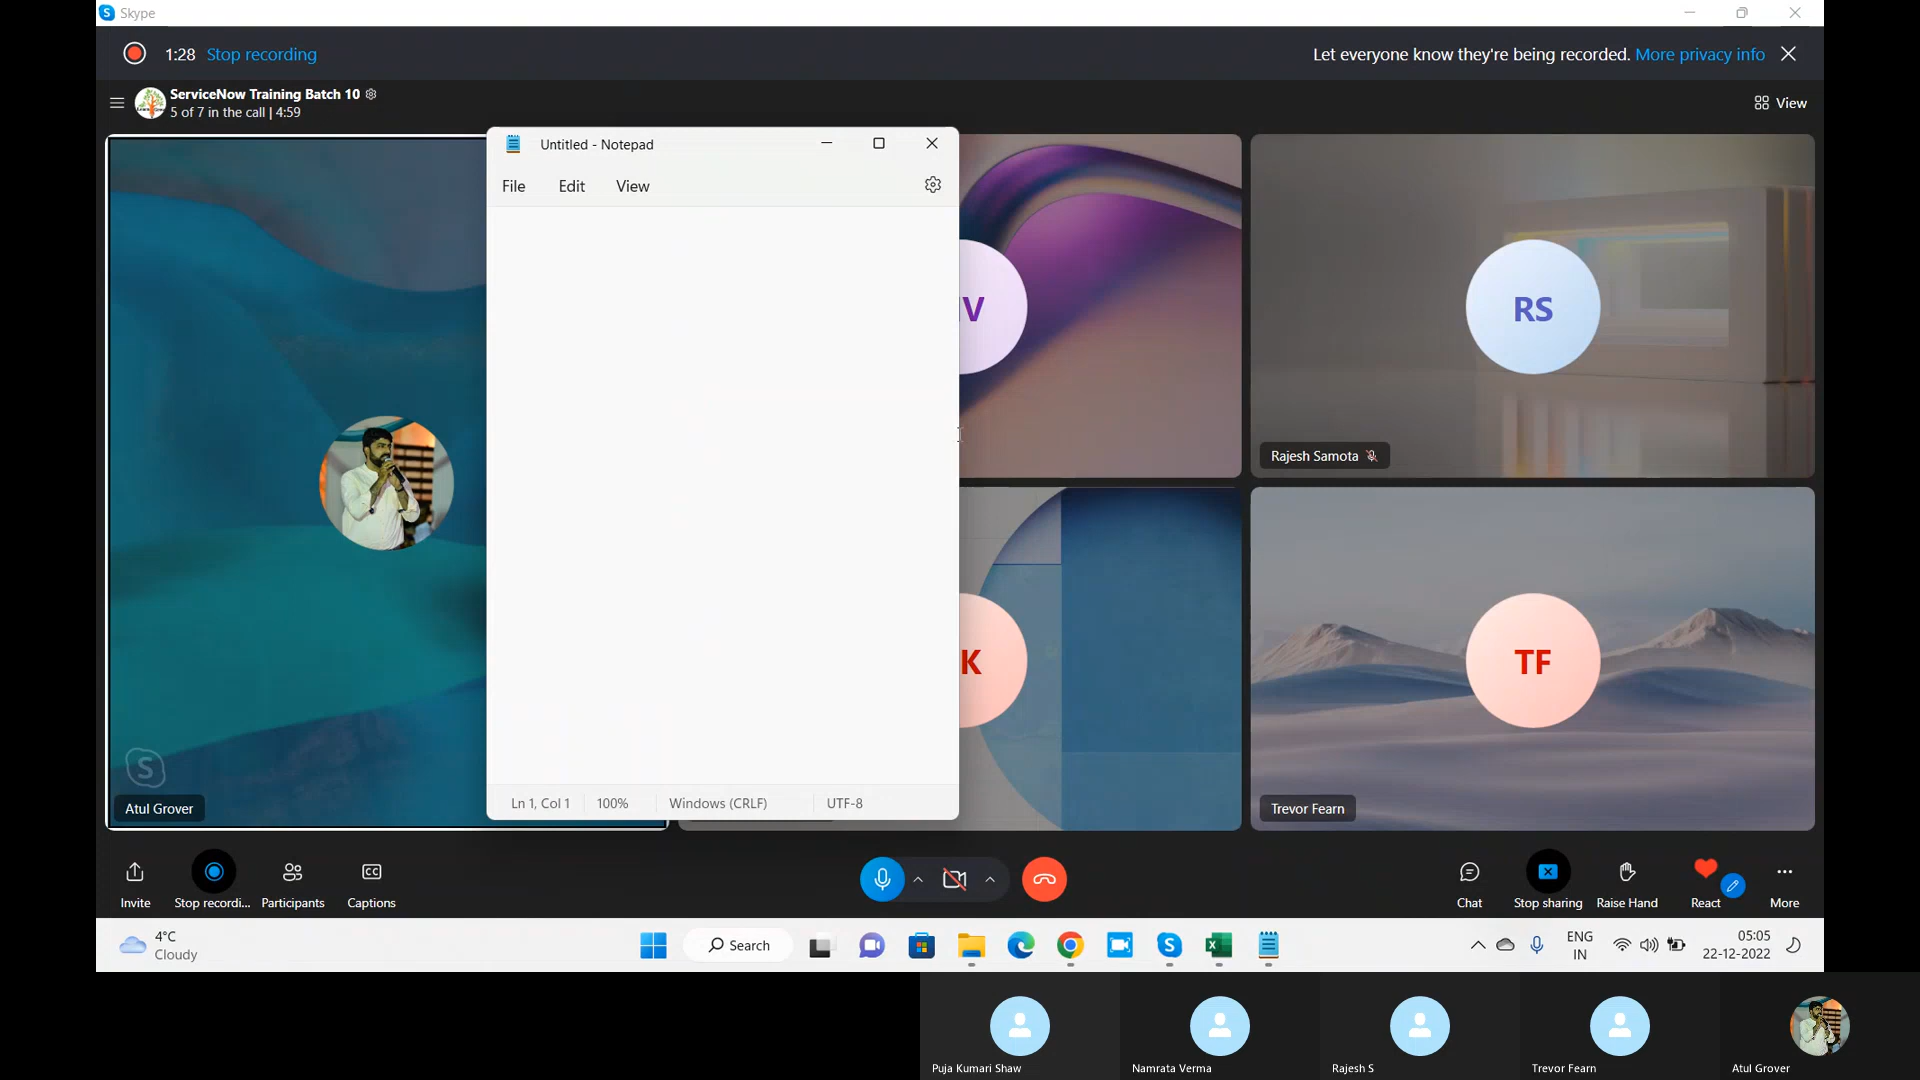 Skype
1:28 Stop recording
Let everyone know they're being recorded. More privacy info
ServiceNow Training Batch 10
5 of 7 in the call | 4:59
View
Untitled - Notepad
File Edit View
V
RS
Rajesh Samota
K
TF
S
Atul Grover
Ln 1, Col 1 100% Windows (CRLF) UTF-8
Trevor Fearn
CC
Invite Stop recordi... Participants Captions
Chat Stop sharing Raise Hand React More
4°C
Cloudy
Search
ENG
IN
05:05
22-12-2022
Puja Kumari Shaw Namrata Verma Rajesh S Trevor Fearn Atul Grover